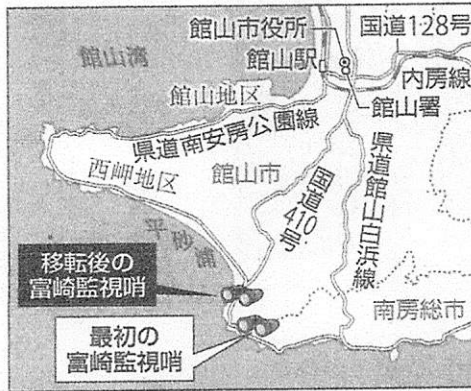 館山市役所
国道128号
館山駅
館山湾
内房線
館山地区
館山署
県道南安房公園線
西岬地区
館山市
国道410号
県道館山白浜線
平砂浦
移転後の
富崎監視哨
南房総市
最初の
富崎監視哨